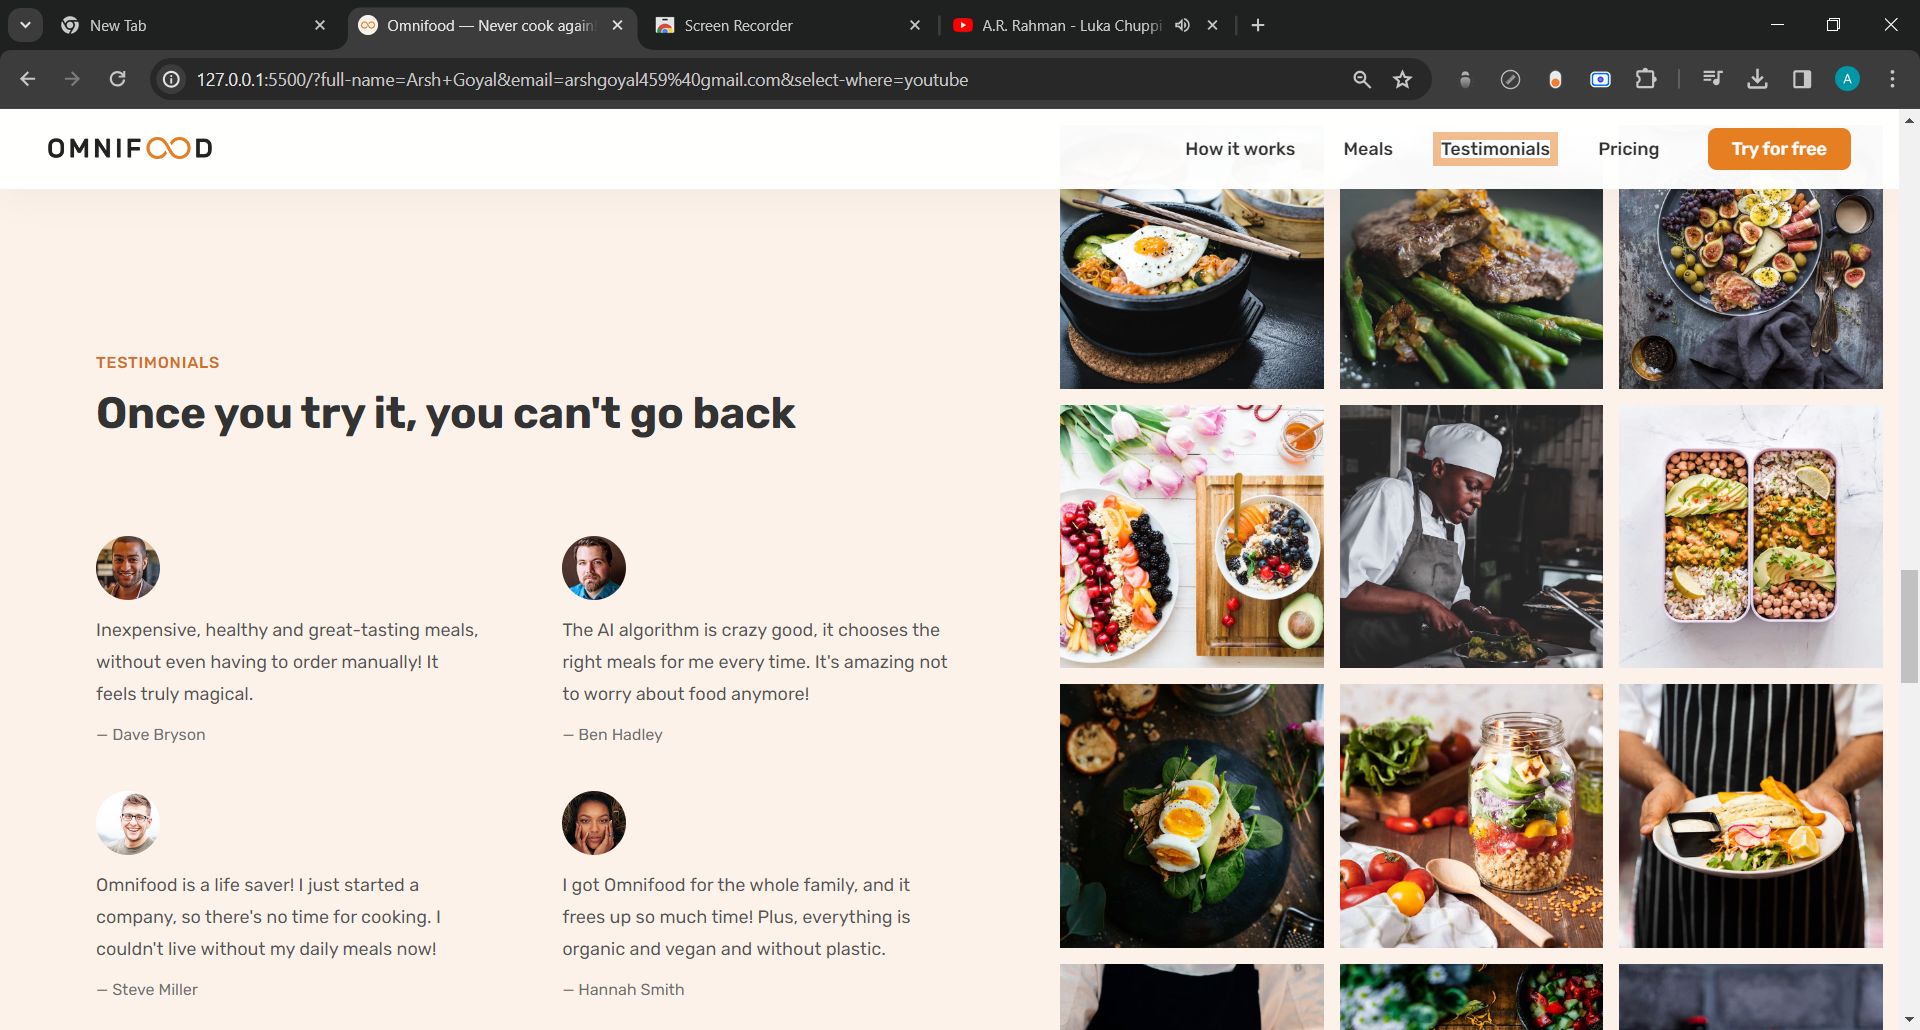 New Tab
Omnifood — Never cook again
Screen Recorder
A.R. Rahman - Luka Chuppi
127.0.0.1:5500/?full-name=Arsh+Goyal&email=arshgoyal459%40gmail.com&select-where=youtube
A
OMNIFOOD
How it works
Meals
Testimonials
Pricing
Try for free
TESTIMONIALS
Once you try it, you can't go back
Inexpensive, healthy and great-tasting meals,
without even having to order manually! It
feels truly magical.
— Dave Bryson
The AI algorithm is crazy good, it chooses the
right meals for me every time. It's amazing not
to worry about food anymore!
— Ben Hadley
Omnifood is a life saver! I just started a
company, so there's no time for cooking. I
couldn't live without my daily meals now!
— Steve Miller
I got Omnifood for the whole family, and it
frees up so much time! Plus, everything is
organic and vegan and without plastic.
— Hannah Smith